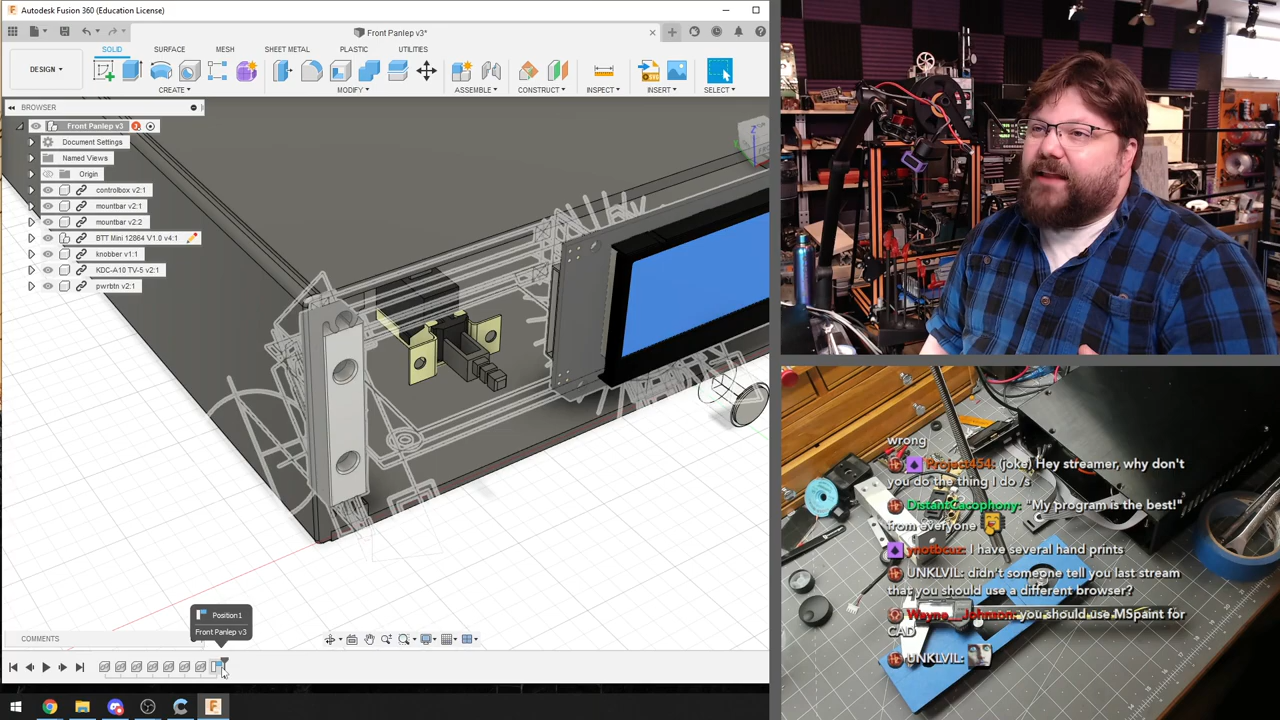 Autodesk Fusion 360 (Education License)
Front Panlep v3*
DESIGN
SOLID
SURFACE
MESH
SHEET METAL
PLASTIC
UTILITIES
CREATE
MODIFY
ASSEMBLE
CONSTRUCT
INSPECT
INSERT
SELECT
BROWSER
Front Panlep v3
Document Settings
Named Views
Origin
controlbox v2:1
mountbar v2:1
mountbar v2:2
BTT Mini 12864 V1.0 v4:1
knobber v1:1
KDC-A10 TV-5 v2:1
pwrbtn v2:1
Z
Position1
Front Panlep v3
COMMENTS
wrong
Project454: (joke) Hey streamer, why don't
you do the thing I do /s
DistantCacophony: "My program is the best!"
from everyone
ynotbcuz: I have several hand prints
UNKLVIL: didn't someone tell you last stream
that you should use a different browser?
Wayne__Johnson: you should use MSpaint for
CAD
UNKLVIL: